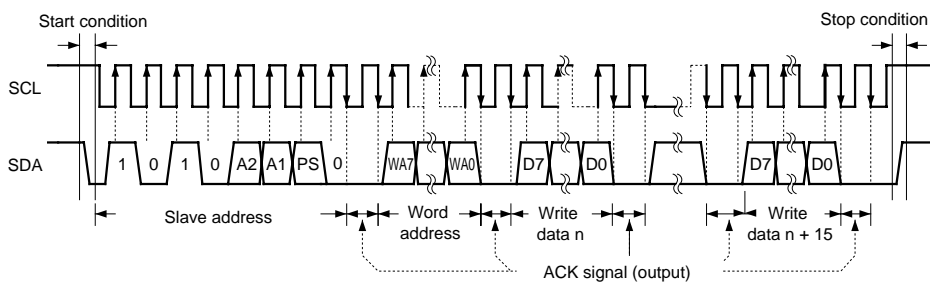 Start condition
Stop condition
SCL
SDA
1 0 1 0 A2 A1 PS 0 WA7 WA0 D7 D0 D7 D0
Slave address
Word address
Write data n
Write data n + 15
ACK signal (output)